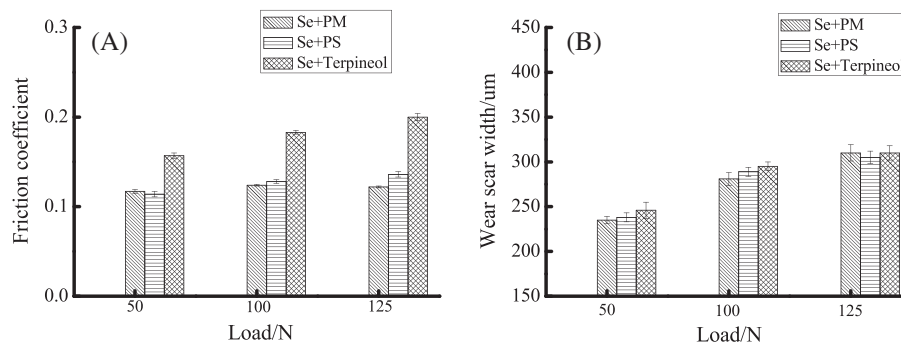 (A)
Se+PM
Se+PS
Se+Terpineol
Friction coefficient
0.3
0.2
0.1
0.0
50
100
125
Load/N
(B)
Se+PM
Se+PS
Se+Terpineo
Wear scar width/um
450
400
350
300
250
200
150
50
100
125
Load/N